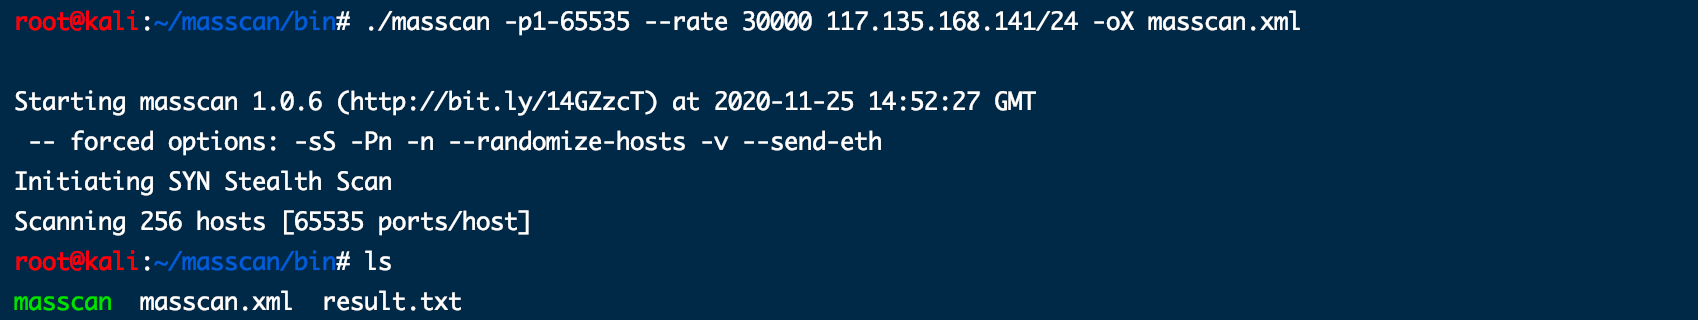 root@kali:~/masscan/bin# ./masscan -p1-65535 --rate 30000 117.135.168.141/24 -oX masscan.xml
Starting masscan 1.0.6 (http://bit.ly/14GZzcT) at 2020-11-25 14:52:27 GMT
 -- forced options: -sS -Pn -n --randomize-hosts -v --send-eth
Initiating SYN Stealth Scan
Scanning 256 hosts [65535 ports/host]
root@kali:~/masscan/bin# ls
masscan  masscan.xml  result.txt